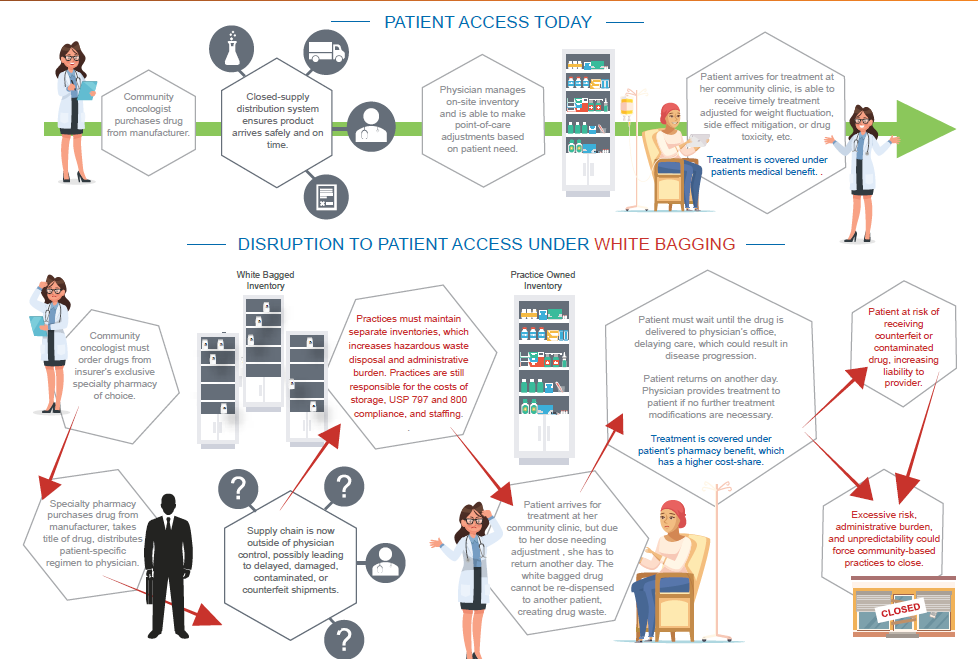 PATIENT ACCESS TODAY
Community
oncologist
purchases drug
from manufacturer.
Closed-supply
distribution system
ensures product
arrives safely and on
time.
Physician manages
on-site inventory
and is able to make
point-of-care
adjustments based
on patient need.
Patient arrives for treatment at
her community clinic, is able to
receive timely treatment
adjusted for weight fluctuation,
side effect mitigation, or drug
toxicity, etc.
Treatment is covered under
patients medical benefit. .
DISRUPTION TO PATIENT ACCESS UNDER WHITE BAGGING
Community
oncologist must
order drugs from
insurer's exclusive
specialty pharmacy
of choice.
Specialty pharmacy
purchases drug from
manufacturer, takes
title of drug, distributes
patient-specific
regimen to physician.
White Bagged
Inventory
?
?
?
Supply chain is now
outside of physician
control, possibly leading
to delayed, damaged,
contaminated, or
counterfeit shipments.
Practices must maintain
separate inventories, which
increases hazardous waste
disposal and administrative
burden. Practices are still
responsible for the costs of
storage, USP 797 and 800
compliance, and staffing.
.
Practice Owned
Inventory
Patient arrives for
treatment at her
community clinic, but due
to her dose needing
adjustment , she has to
return another day. The
white bagged drug
cannot be re-dispensed
to another patient,
creating drug waste.
Patient must wait until the drug is
delivered to physician's office,
delaying care, which could result in
disease progression.
Patient returns on another day.
Physician provides treatment to
patient if no further treatment
modifications are necessary.
Treatment is covered under
patient's pharmacy benefit, which
has a higher cost-share.
Patient at risk of
receiving
counterfeit or
contaminated
drug, increasing
liability to
provider.
Excessive risk,
administrative burden,
and unpredictability could
force community-based
practices to close.
CLOSED